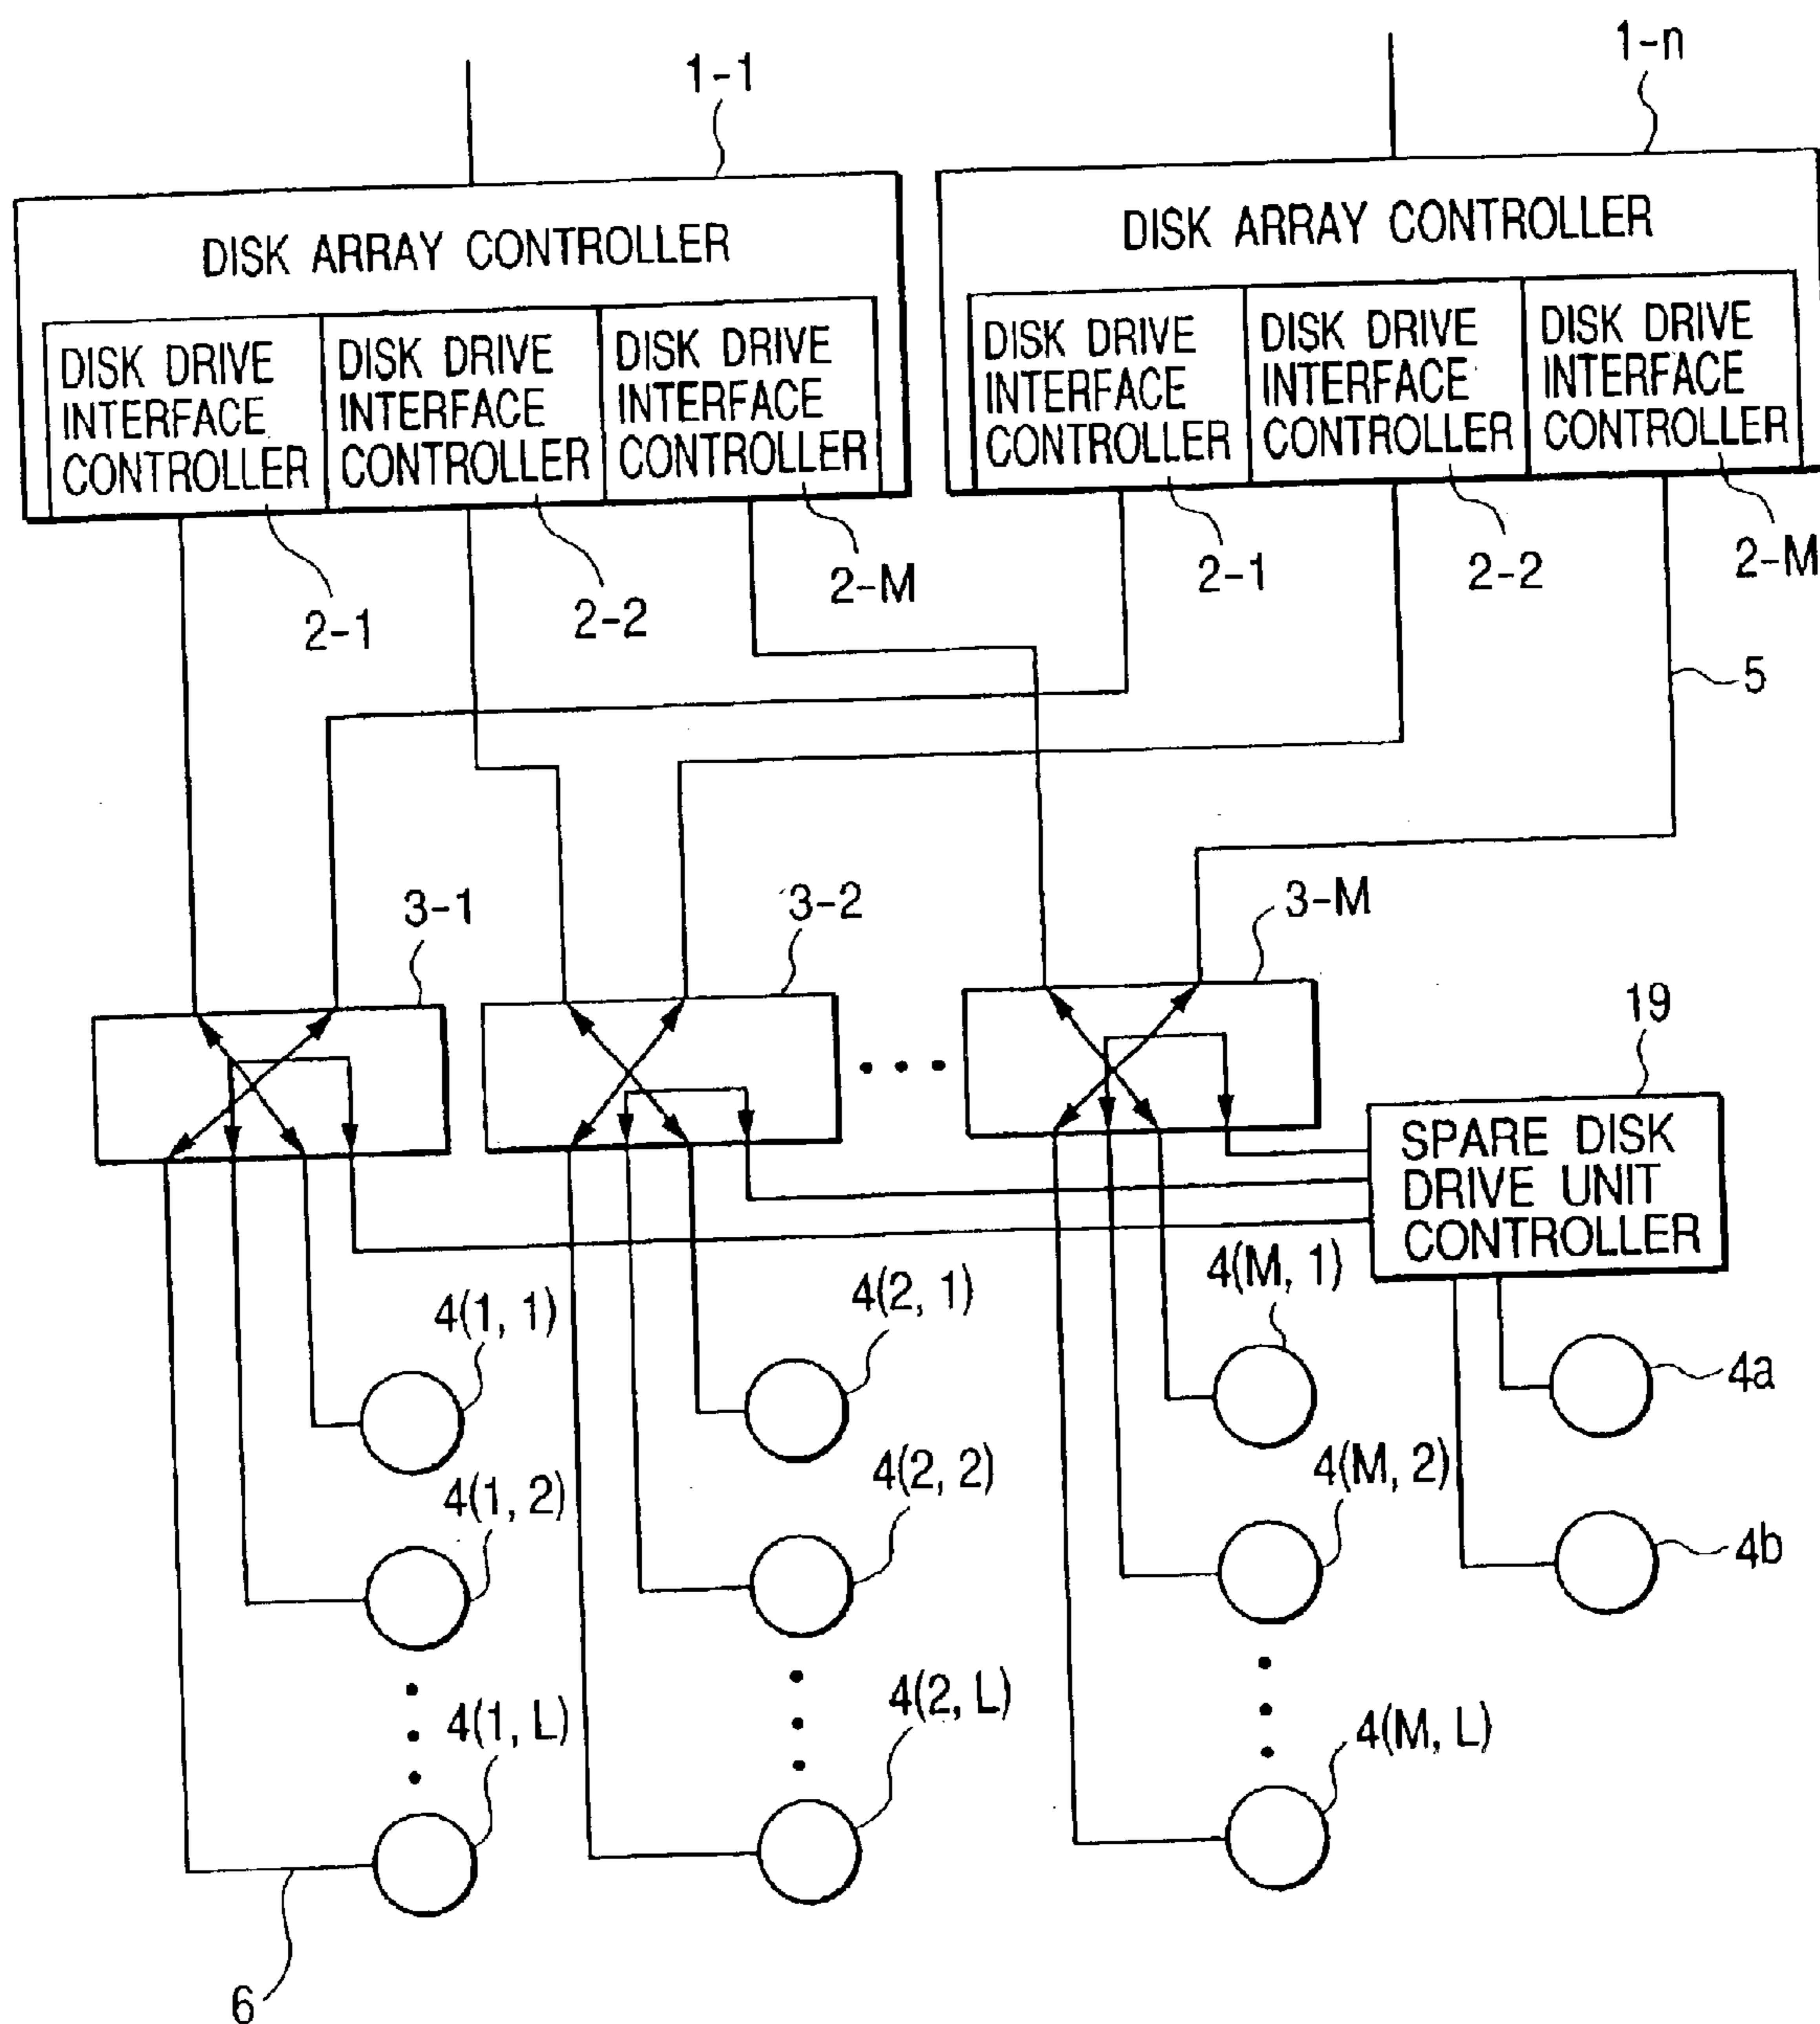 1-1
1-n
DISK ARRAY CONTROLLER
DISK ARRAY CONTROLLER
DISK DRIVE
INTERFACE
CONTROLLER
DISK DRIVE
INTERFACE
CONTROLLER
DISK DRIVE
INTERFACE
CONTROLLER
DISK DRIVE
INTERFACE
CONTROLLER
DISK DRIVE
INTERFACE
CONTROLLER
DISK DRIVE
INTERFACE
CONTROLLER
2-1
2-2
2-M
2-1
2-2
2-M
5
3-1
3-2
3-M
19
SPARE DISK
DRIVE UNIT
CONTROLLER
4(1, 1)
4(2, 1)
4(M, 1)
4a
4(1, 2)
4(2, 2)
4(M, 2)
4b
4(1, L)
4(2, L)
4(M, L)
6